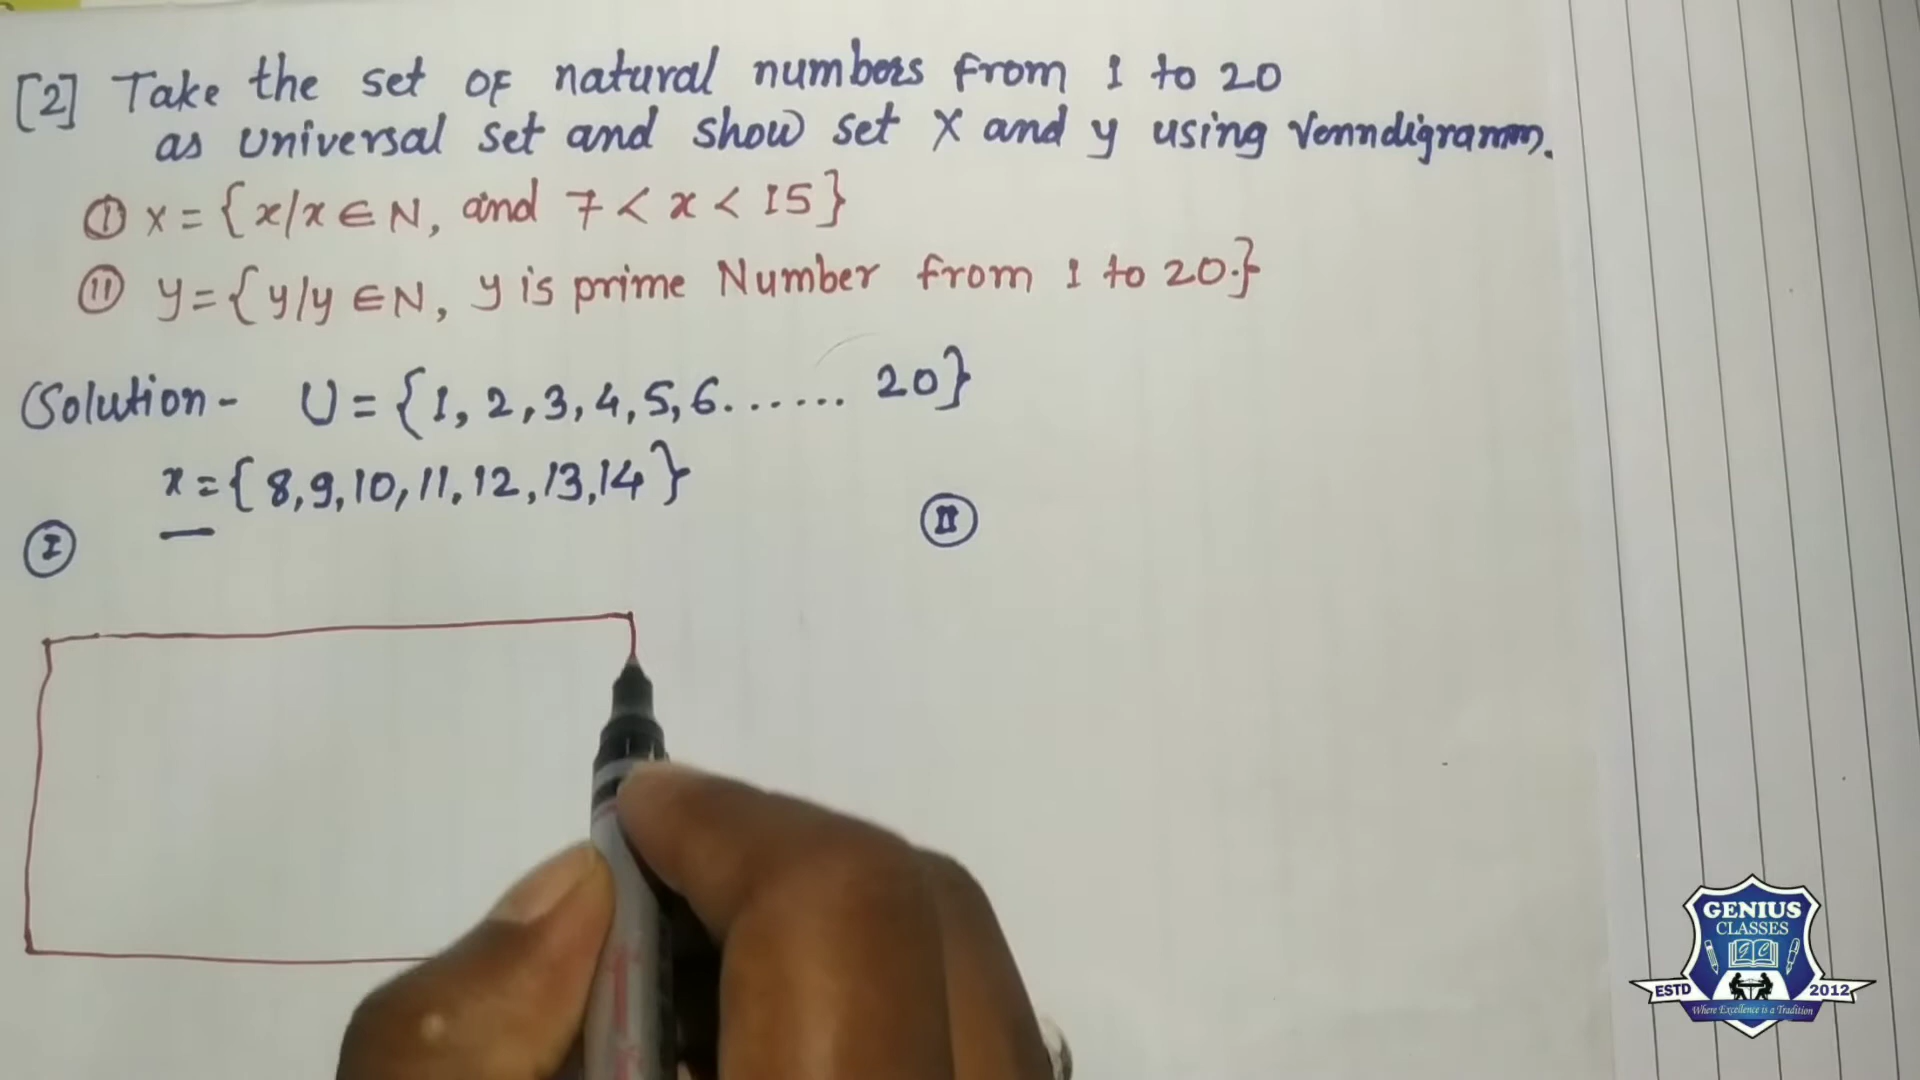 [2] Take the set OF natural numbers From 1 to 20
as Universal set and show set X and y using Venndigramm.
(I) X = {x/x ∈ N, and 7 < x < 15}
(II) y = {y/y ∈ N, y is prime Number From 1 to 20.}
Solution - U = {1, 2, 3, 4, 5, 6. . . . . . 20}
x = { 8, 9, 10, 11, 12, 13, 14 }
(I)
(II)
GENIUS
CLASSES
GC
ESTD 2012
Where Excellence is a Tradition